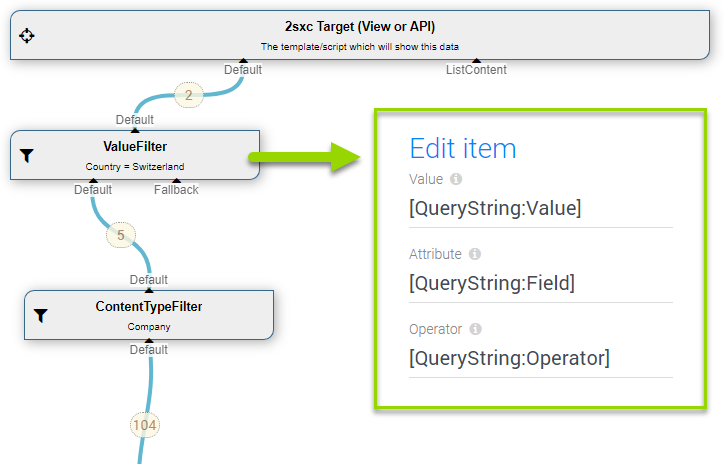 2sxc Target (View or API)
The template/script which will show this data
Default
ListContent
2
Default
ValueFilter
Country = Switzerland
Default
Fallback
5
Default
ContentTypeFilter
Company
Default
104
Edit item
Value
[QueryString:Value]
Attribute
[QueryString:Field]
Operator
[QueryString:Operator]